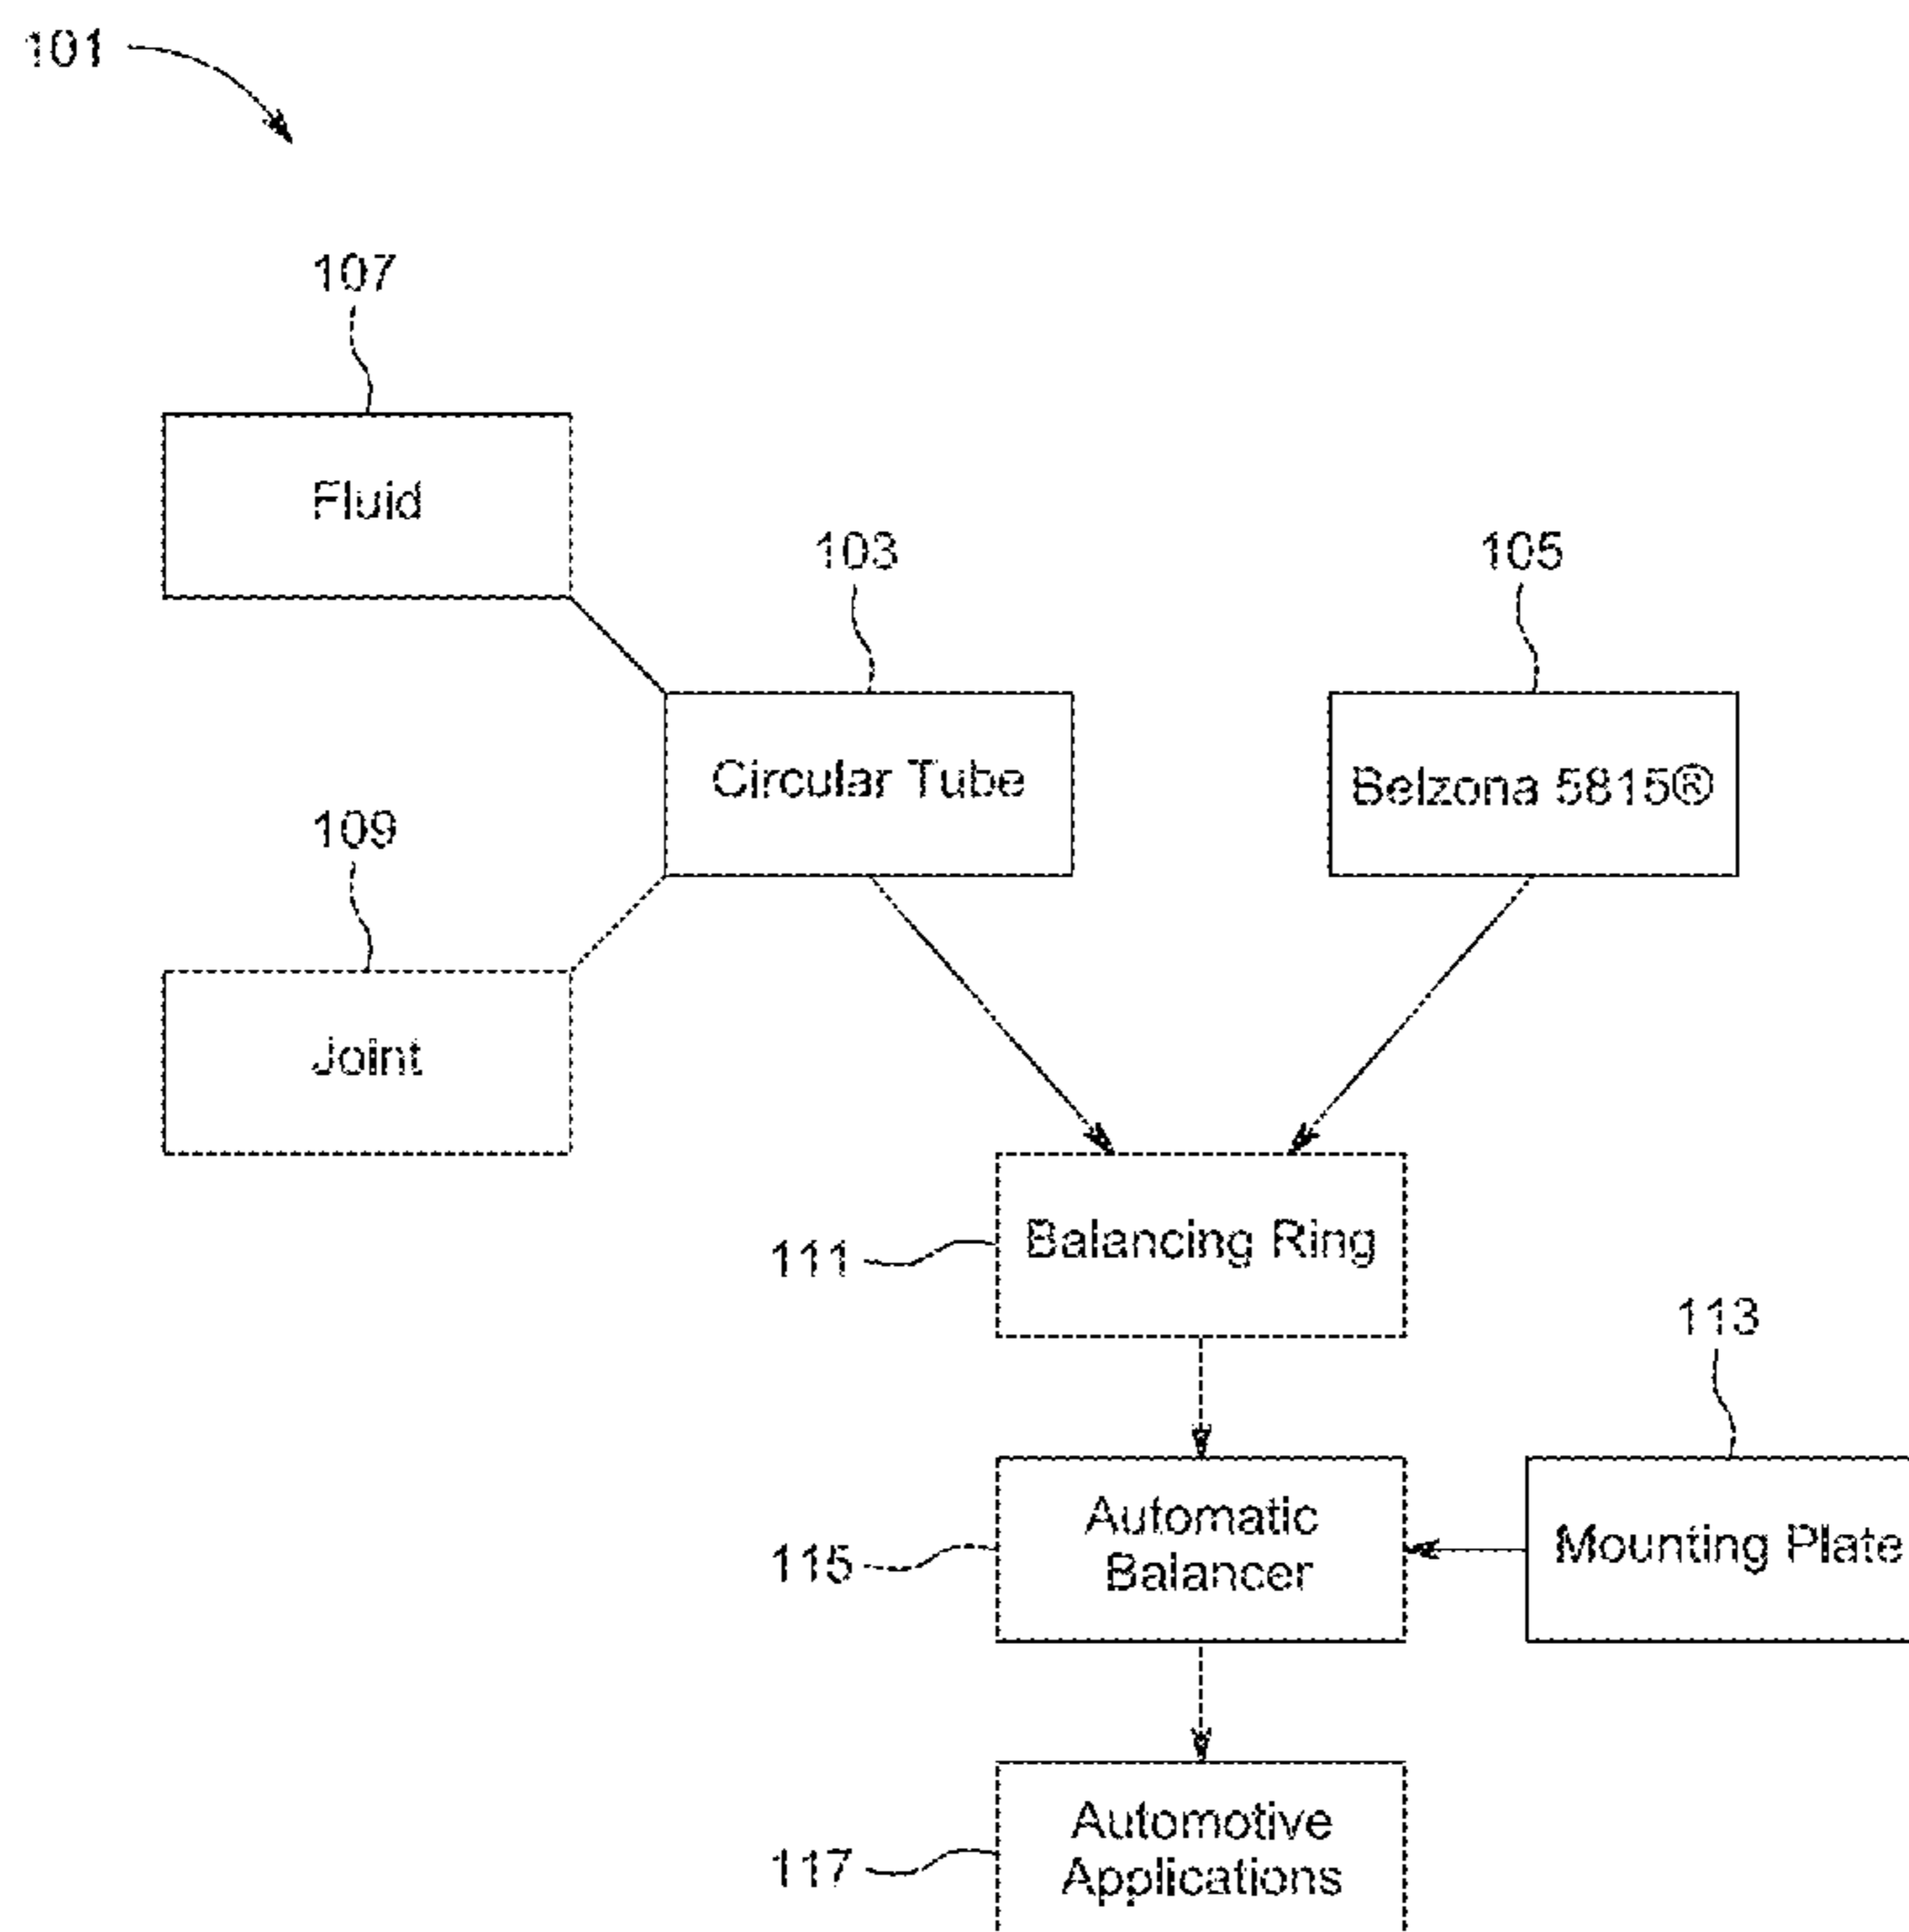 101
107
Fluid
103
105
Circular Tube
Belzona 5815®
109
Joint
111
Balancing Ring
113
115
Automatic
Balancer
Mounting Plate
117
Automotive
Applications